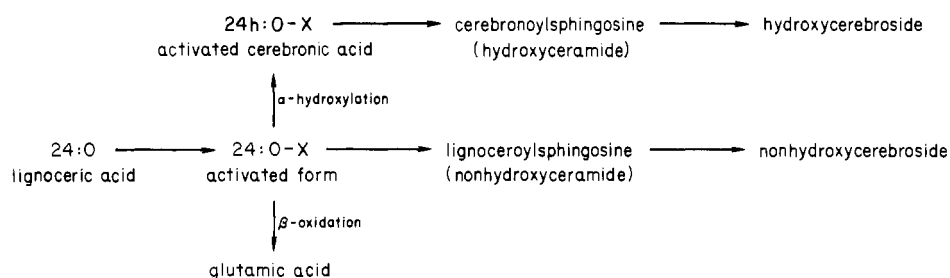 24h:0-X
cerebronoylsphingosine
hydroxycerebroside
activated cerebronic acid
(hydroxyceramide)
α-hydroxylation
24:0
24:0-X
lignoceroylsphingosine
nonhydroxycerebroside
lignoceric acid
activated form
(nonhydroxyceramide)
β-oxidation
glutamic acid